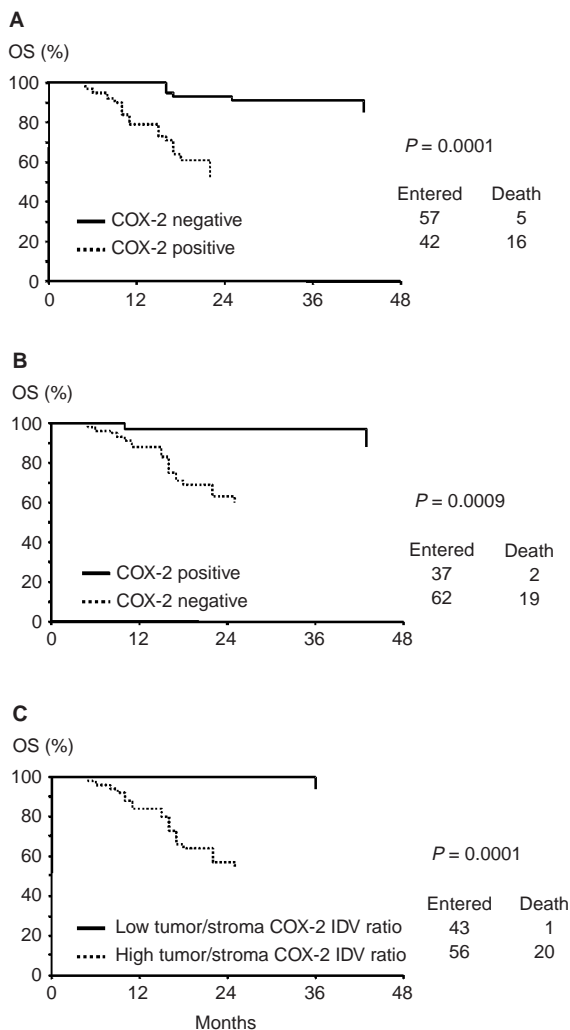 A
OS (%)
100
80
60
40
20
0
COX-2 negative
COX-2 positive
0 12 24 36 48
P = 0.0001
Entered Death
57 5
42 16
B
OS (%)
100
80
60
40
20
0
COX-2 positive
COX-2 negative
0 12 24 36 48
P = 0.0009
Entered Death
37 2
62 19
C
OS (%)
100
80
60
40
20
0
Low tumor/stroma COX-2 IDV ratio
High tumor/stroma COX-2 IDV ratio
0 12 24 36 48
Months
P = 0.0001
Entered Death
43 1
56 20